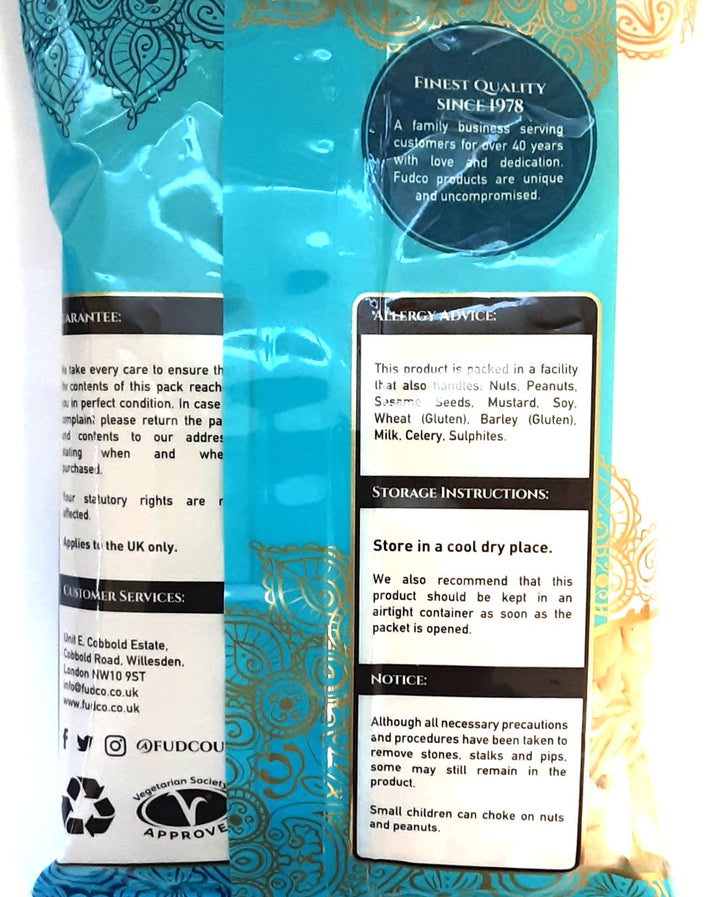 FINEST QUALITY
SINCE 1978
A family business serving
customers for over 40 years
with love and dedication.
Fudco products are unique
and uncompromised.
ARANTEE:
take every care to ensure th
contents of this pack reach
in perfect condition. In case
please return the pa
contents to our addres
when and whe
purchased.
statutory rights are
affected.
Applies to the UK only.
CUSTOMER SERVICES:
Unit E, Cobbold Estate,
Cobbold Road, Willesden,
London NW10 9ST
info@fudco.co.uk
www.fudco.co.uk
@FUDCOU
Vegetarian Society
APPROVE
ALLERGY ADVICE:
This product is packed in a facility
that also handles: Nuts, Peanuts,
Sesame Seeds, Mustard, Soy,
Wheat (Gluten), Barley (Gluten),
Milk, Celery, Sulphites.
STORAGE INSTRUCTIONS:
Store in a cool dry place.
We also recommend that this
product should be kept in an
airtight container as soon as the
packet is opened.
NOTICE:
Although all necessary precautions
and procedures have been taken to
remove stones, stalks and pips,
some may still remain in the
product.
Small children can choke on nuts
and peanuts.